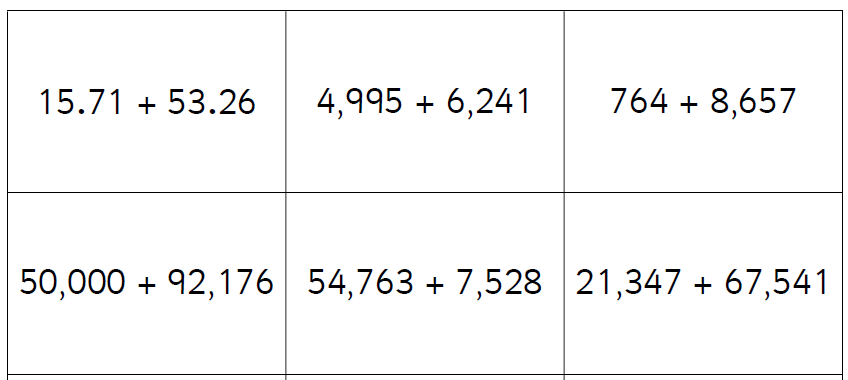 15.71 + 53.26
4,995 + 6,241
764 + 8,657
50,000 + 92,176
54,763 + 7,528
21,347 + 67,541